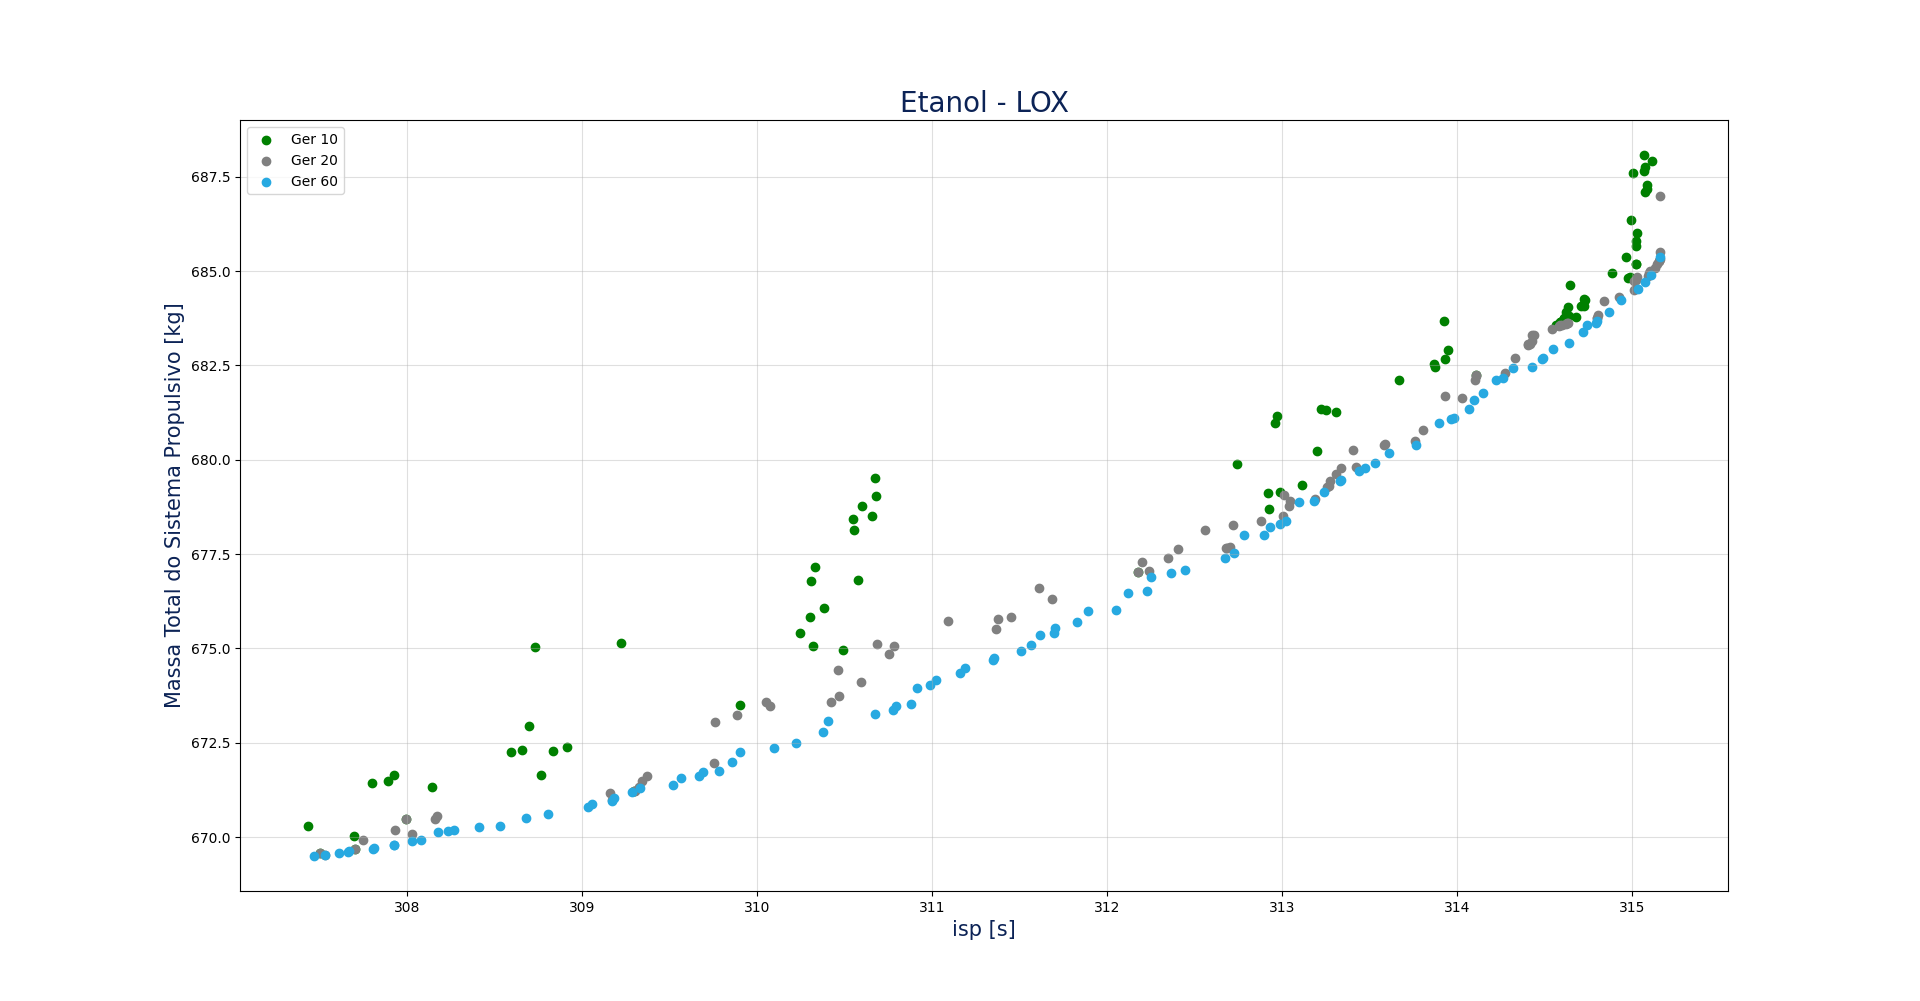 Etanol - LOX
Ger 10
Ger 20
Ger 60
Massa Total do Sistema Propulsivo [kg]
687.5
685.0
682.5
680.0
677.5
675.0
672.5
670.0
308 309 310 311 312 313 314 315
isp [s]